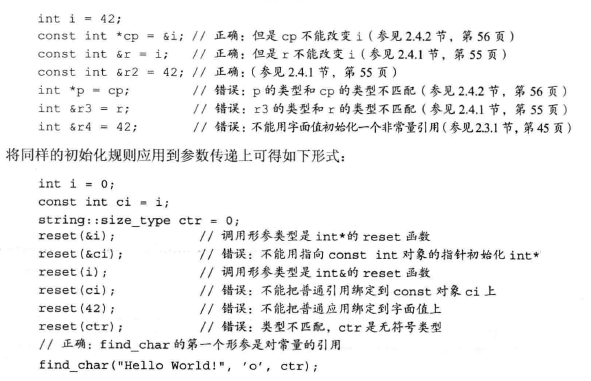 int i = 42;
const int *cp = &i; // 正确：但是 cp 不能改变 i（参见 2.4.2 节，第 56 页）
const int &r = i; // 正确：但是 r 不能改变 i（参见 2.4.1 节，第 55 页）
const int &r2 = 42; // 正确：（参见 2.4.1 节，第 55 页）
int *p = cp; // 错误：p 的类型和 cp 的类型不匹配（参见 2.4.2 节，第 56 页）
int &r3 = r; // 错误：r3 的类型和 r 的类型不匹配（参见 2.4.1 节，第 55 页）
int &r4 = 42; // 错误：不能用字面值初始化一个非常量引用（参见2.3.1 节，第 45 页）
将同样的初始化规则应用到参数传递上可得如下形式：
int i = 0;
const int ci = i;
string::size_type ctr = 0;
reset(&i); // 调用形参类型是 int*的 reset 函数
reset(&ci); // 错误：不能用指向 const int 对象的指针初始化 int*
reset(i); // 调用形参类型是 int&的 reset 函数
reset(ci); // 错误：不能把普通引用绑定到 const 对象 ci 上
reset(42); // 错误：不能把普通应用绑定到字面值上
reset(ctr); // 错误：类型不匹配，ctr 是无符号类型
// 正确：find_char 的第一个形参是对常量的引用
find_char("Hello World!", 'o', ctr);